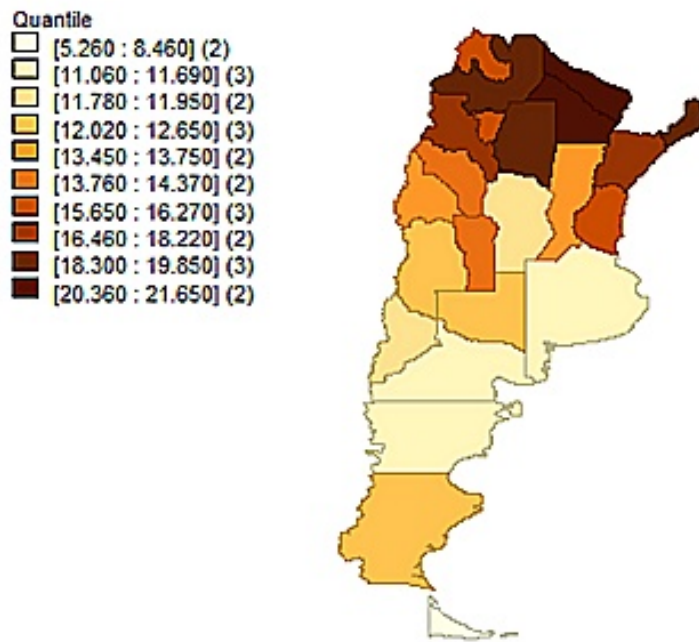 Quantile
[5.260 : 8.460] (2)
[11.060 : 11.690] (3)
[11.780 : 11.950] (2)
[12.020 : 12.650] (3)
[13.450 : 13.750] (2)
[13.760 : 14.370] (2)
[15.650 : 16.270] (3)
[16.460 : 18.220] (2)
[18.300 : 19.850] (3)
[20.360 : 21.650] (2)